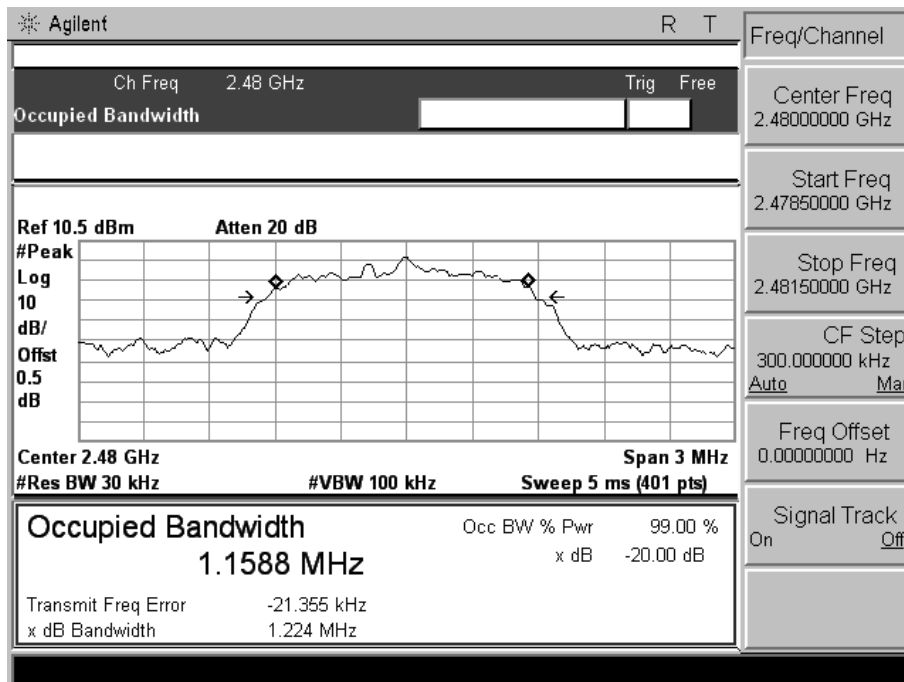 Agilent R T
Ch Freq 2.48 GHz Trig Free
Occupied Bandwidth
Ref 10.5 dBm Atten 20 dB
#Peak
Log
10
dB/
Offst
0.5
dB
Center 2.48 GHz Span 3 MHz
#Res BW 30 kHz #VBW 100 kHz Sweep 5 ms (401 pts)
Occupied Bandwidth
1.1588 MHz
Occ BW % Pwr 99.00 %
x dB -20.00 dB
Transmit Freq Error -21.355 kHz
x dB Bandwidth 1.224 MHz
Freq/Channel
Center Freq
2.48000000 GHz
Start Freq
2.47850000 GHz
Stop Freq
2.48150000 GHz
CF Step
300.000000 kHz
Auto Ma
Freq Offset
0.00000000 Hz
Signal Track
On Off